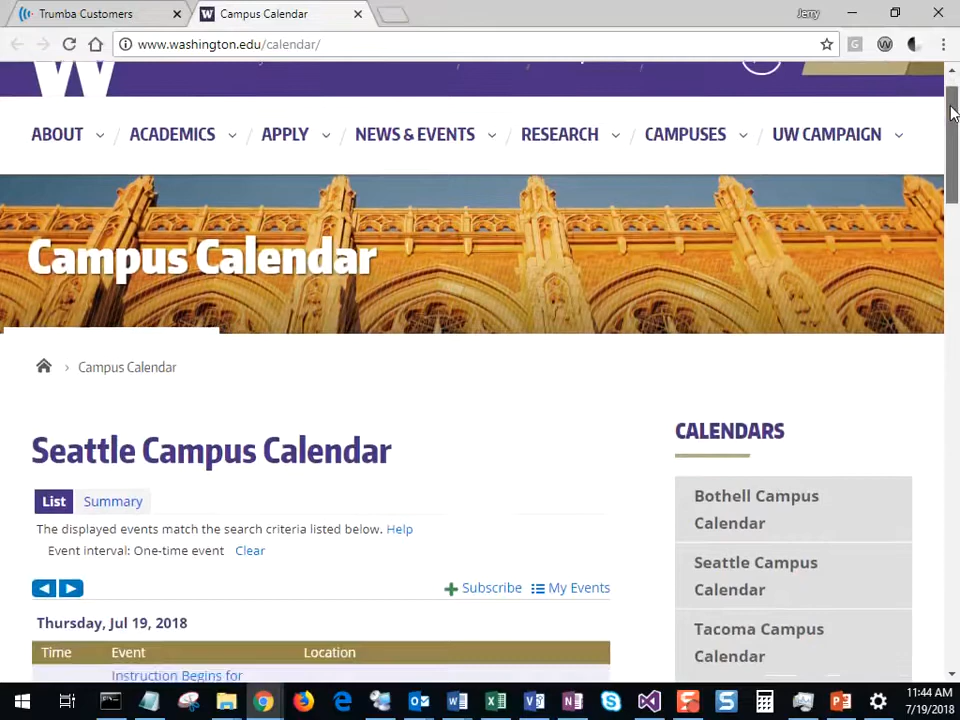 Trumba Customers
Campus Calendar
Jerry
www.washington.edu/calendar/
ABOUT
ACADEMICS
APPLY
NEWS & EVENTS
RESEARCH
CAMPUSES
UW CAMPAIGN
Campus Calendar
Campus Calendar
Seattle Campus Calendar
List
Summary
The displayed events match the search criteria listed below. Help
Event interval: One-time event Clear
Subscribe
My Events
Thursday, Jul 19, 2018
Time Event Location
Instruction Begins for
CALENDARS
Bothell Campus
Calendar
Seattle Campus
Calendar
Tacoma Campus
Calendar
11:44 AM
7/19/2018